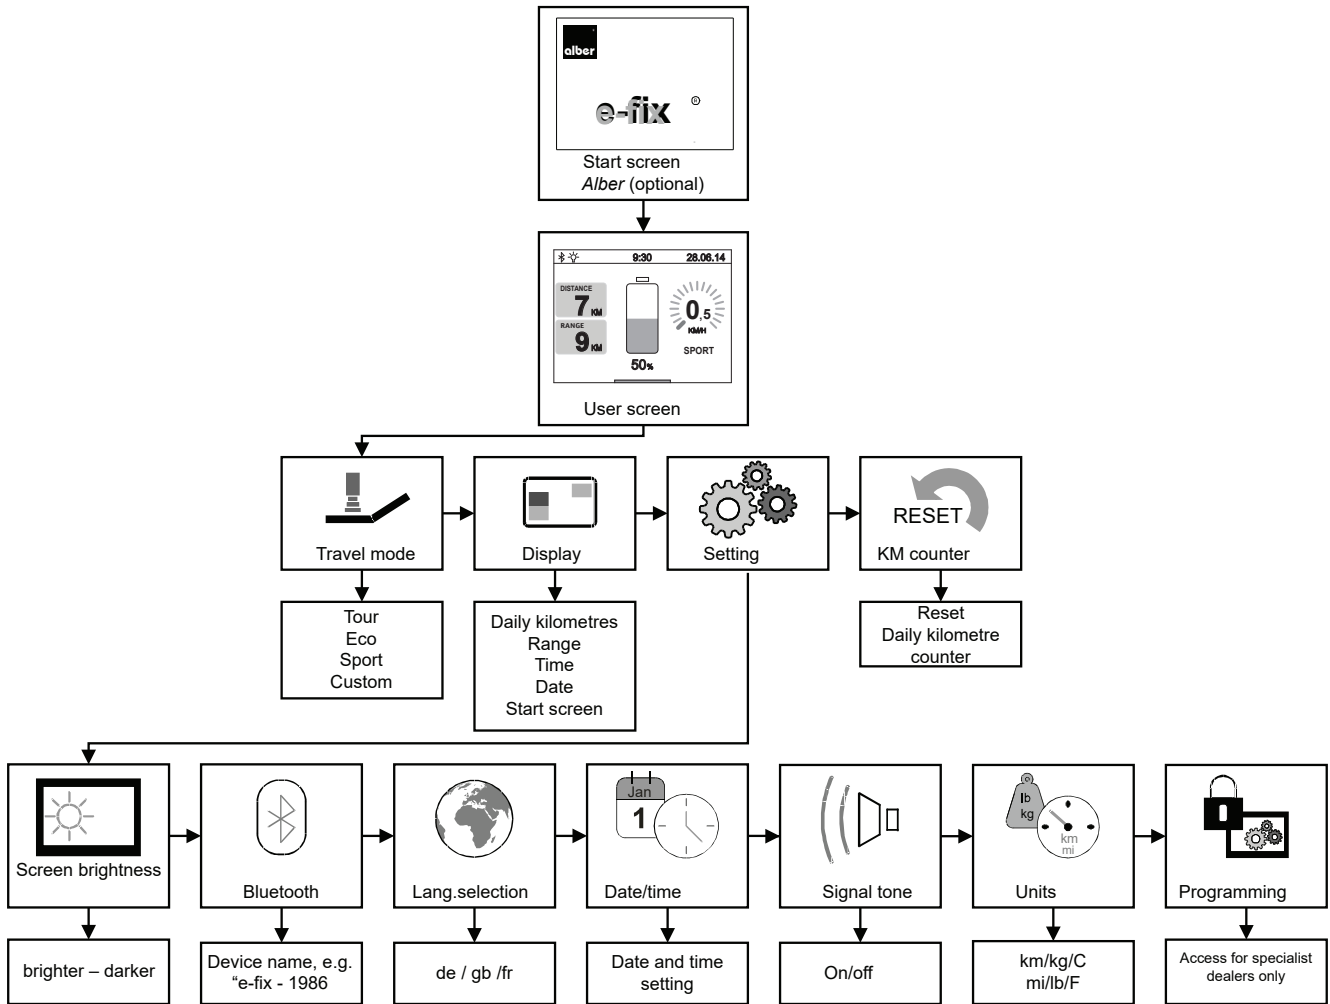 alber
e-fix ®
Start screen
Alber (optional)
9:30 28.06.14
DISTANCE
7 KM
RANGE
9 KM
50%
0,5
KM/H
SPORT
User screen
Travel mode
Display
Setting
RESET
KM counter
Tour
Eco
Sport
Custom
Daily kilometres
Range
Time
Date
Start screen
Reset
Daily kilometre
counter
Screen brightness
Bluetooth
Lang.selection
Jan
1
Date/time
Signal tone
lb
kg
km
mi
Units
Programming
brighter – darker
Device name, e.g.
“e-fix - 1986
de / gb /fr
Date and time
setting
On/off
km/kg/C
mi/lb/F
Access for specialist
dealers only